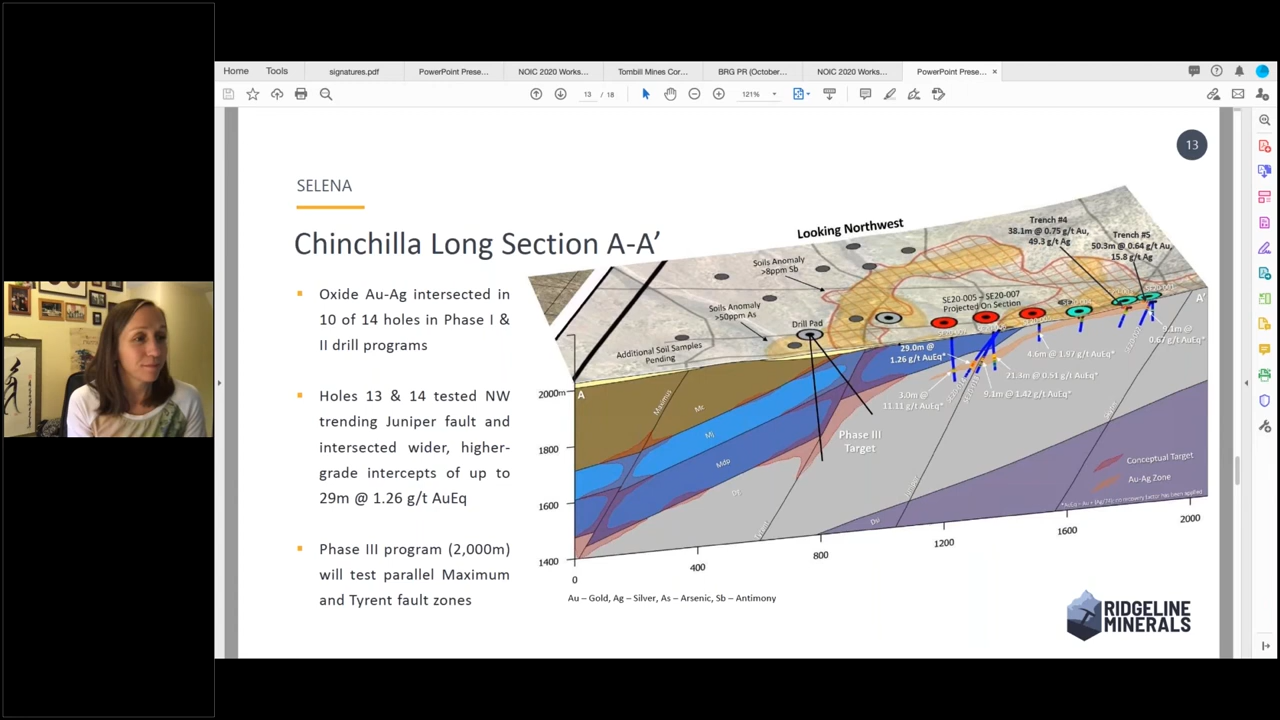 Home
Tools
signatures.pdf
PowerPoint Prese...
NOIC 2020 Works...
Tombill Mines Cor...
BRG PR (October...
NOIC 2020 Works...
PowerPoint Prese...
13 / 18
121%
13
SELENA
Chinchilla Long Section A-A’
Oxide Au-Ag intersected in
10 of 14 holes in Phase I &
II drill programs
Holes 13 & 14 tested NW
trending Juniper fault and
intersected wider, higher-
grade intercepts of up to
29m @ 1.26 g/t AuEq
Phase III program (2,000m)
will test parallel Maximum
and Tyrent fault zones
Looking Northwest
Trench #4
38.1m @ 0.75 g/t Au,
49.3 g/t Ag
Trench #5
50.3m @ 0.64 g/t Au,
15.8 g/t Ag
Soils Anomaly
>8ppm Sb
Soils Anomaly
>50ppm As
SE20-005 – SE20-007
Projected On Section
Drill Pad
Additional Soil Samples
Pending
A
A’
29.0m @
1.26 g/t AuEq*
3.0m @
11.11 g/t AuEq*
9.1m @
0.67 g/t AuEq*
4.6m @ 1.97 g/t AuEq*
21.3m @ 0.51 g/t AuEq*
9.1m @ 1.42 g/t AuEq*
Phase III
Target
Mc
Mj
Mdp
Conceptual Target
Au-Ag Zone
2000m
1800
1600
1400
0
400
800
1200
1600
2000
Au – Gold, Ag – Silver, As – Arsenic, Sb – Antimony
RIDGELINE
MINERALS